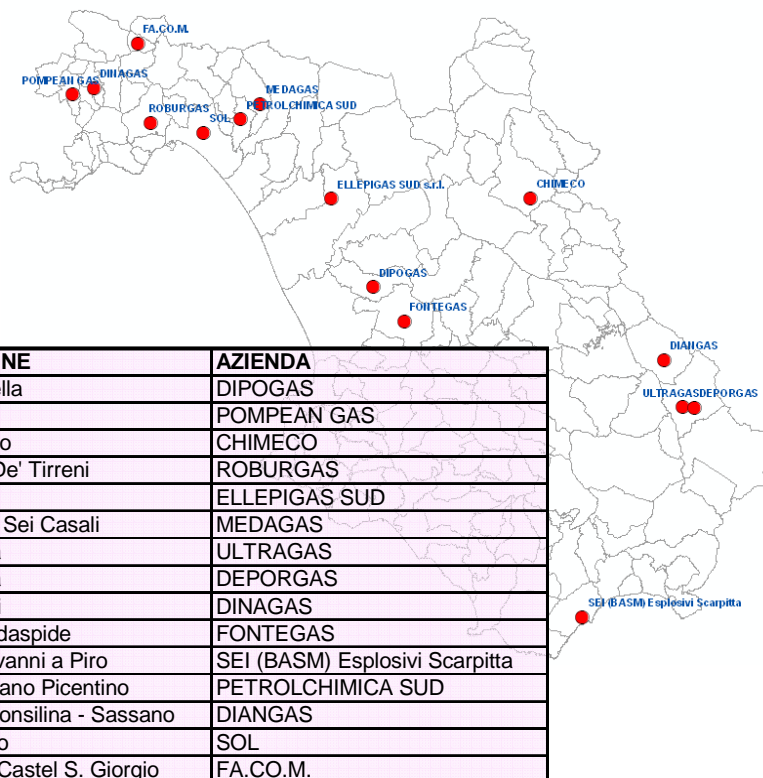 FA.CO.M.
POMPEAN GAS
DINAGAS
MEDAGAS
ROBURGAS
SOL
PETROLCHIMICA SUD
ELLEPIGAS SUD s.r.l.
CHIMECO
DIPOGAS
FONTEGAS
DIANGAS
ULTRAGAS
DEPORGAS
SEI (BASM) Esplosivi Scarpitta
NE AZIENDA
ella DIPOGAS
POMPEAN GAS
o CHIMECO
De' Tirreni ROBURGAS
ELLEPIGAS SUD
Sei Casali MEDAGAS
a ULTRAGAS
a DEPORGAS
i DINAGAS
daspide FONTEGAS
vanni a Piro SEI (BASM) Esplosivi Scarpitta
ano Picentino PETROLCHIMICA SUD
onsilina - Sassano DIANGAS
o SOL
Castel S. Giorgio FA.CO.M.